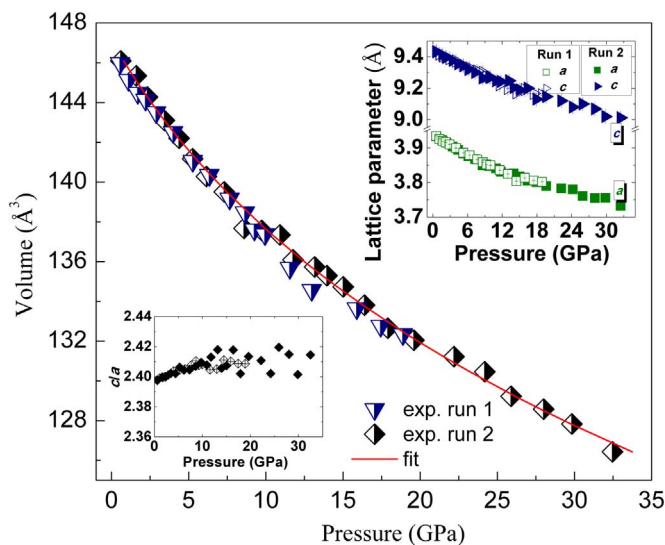 148
144
140
136
132
128
Volume (Å³)
0 5 10 15 20 25 30 35
Pressure (GPa)
exp. run 1
exp. run 2
fit
9.4
9.2
9.0
3.9
3.8
3.7
Lattice parameter (Å)
Run 1 Run 2
a a
c c
c
a
0 6 12 18 24 30
Pressure (GPa)
2.44
2.42
2.40
2.38
2.36
c/a
0 10 20 30
Pressure (GPa)